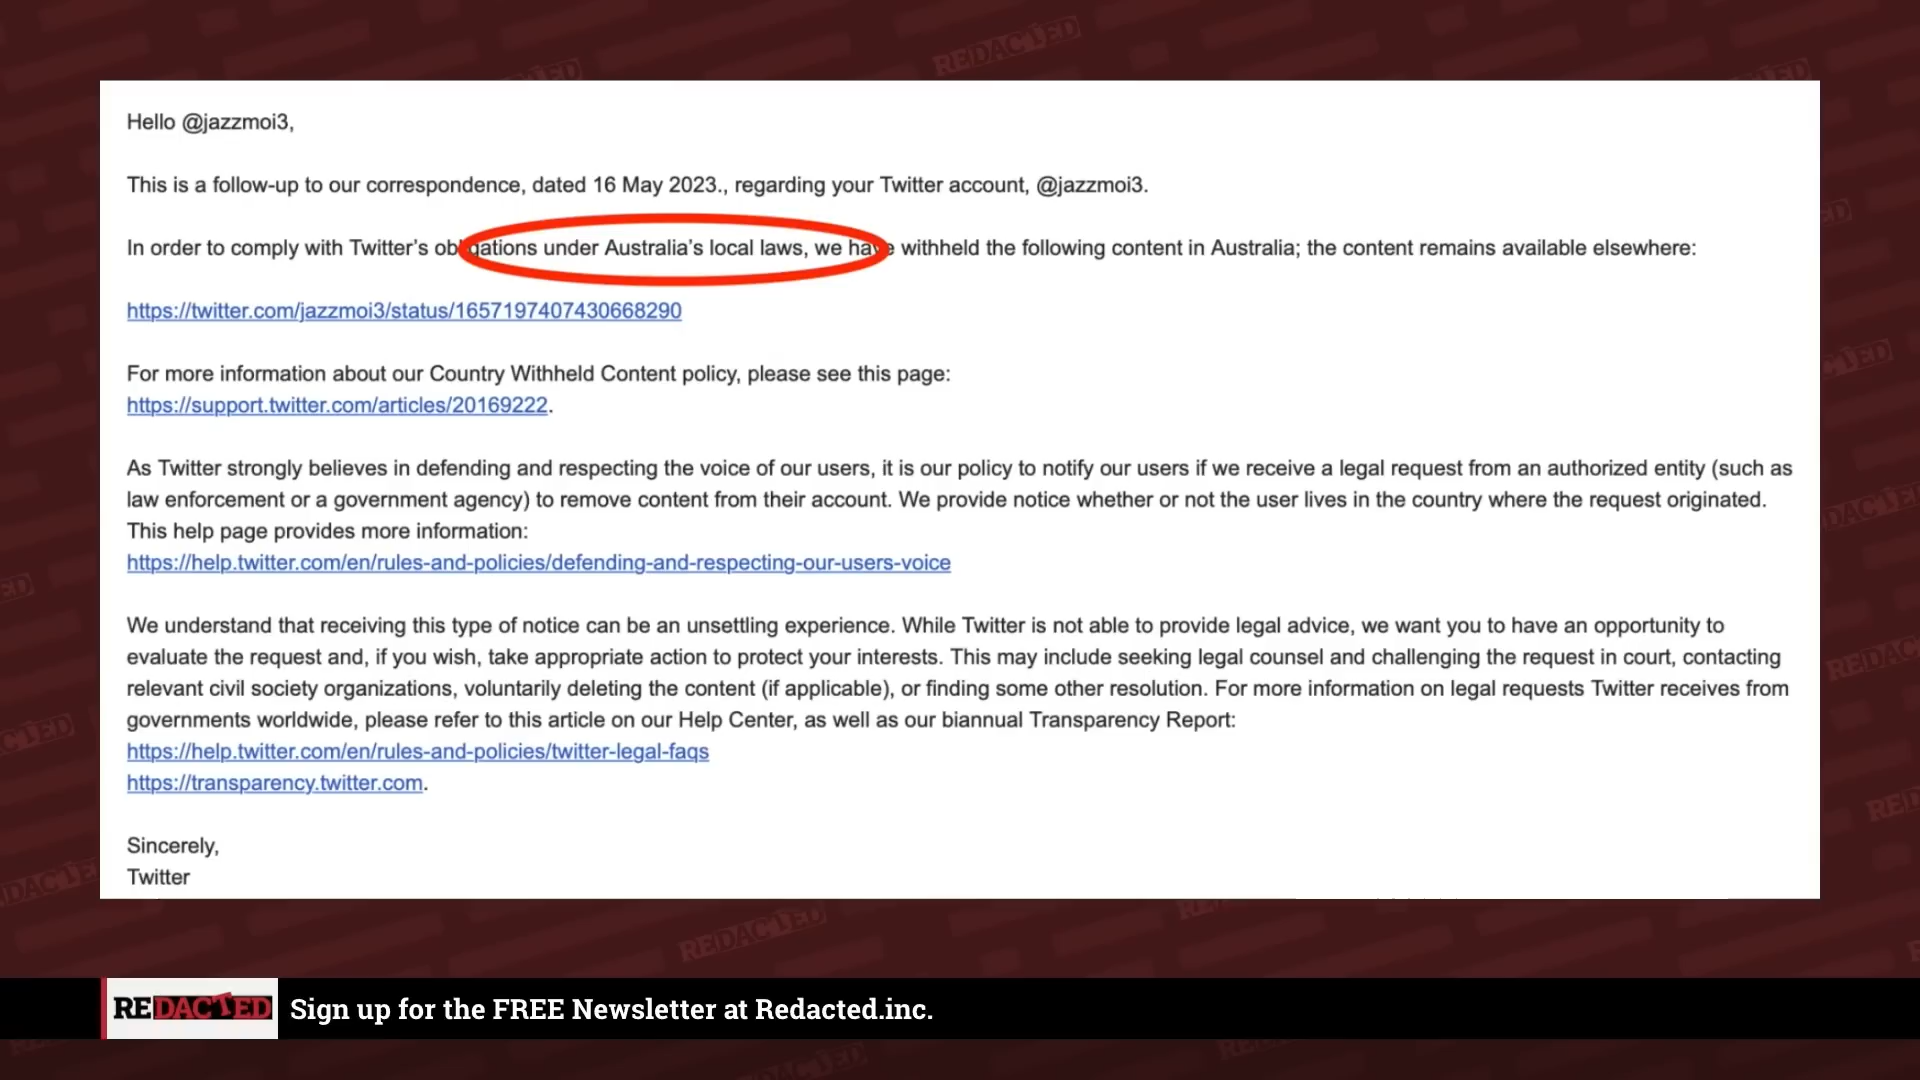 Hello @jazzmoi3,
This is a follow-up to our correspondence, dated 16 May 2023., regarding your Twitter account, @jazzmoi3.
In order to comply with Twitter's obligations under Australia's local laws, we have withheld the following content in Australia; the content remains available elsewhere:
https://twitter.com/jazzmoi3/status/1657197407430668290
For more information about our Country Withheld Content policy, please see this page:
https://support.twitter.com/articles/20169222.
As Twitter strongly believes in defending and respecting the voice of our users, it is our policy to notify our users if we receive a legal request from an authorized entity (such as
law enforcement or a government agency) to remove content from their account. We provide notice whether or not the user lives in the country where the request originated.
This help page provides more information:
https://help.twitter.com/en/rules-and-policies/defending-and-respecting-our-users-voice
We understand that receiving this type of notice can be an unsettling experience. While Twitter is not able to provide legal advice, we want you to have an opportunity to
evaluate the request and, if you wish, take appropriate action to protect your interests. This may include seeking legal counsel and challenging the request in court, contacting
relevant civil society organizations, voluntarily deleting the content (if applicable), or finding some other resolution. For more information on legal requests Twitter receives from
governments worldwide, please refer to this article on our Help Center, as well as our biannual Transparency Report:
https://help.twitter.com/en/rules-and-policies/twitter-legal-faqs
https://transparency.twitter.com.
Sincerely,
Twitter
REDACTED Sign up for the FREE Newsletter at Redacted.inc.